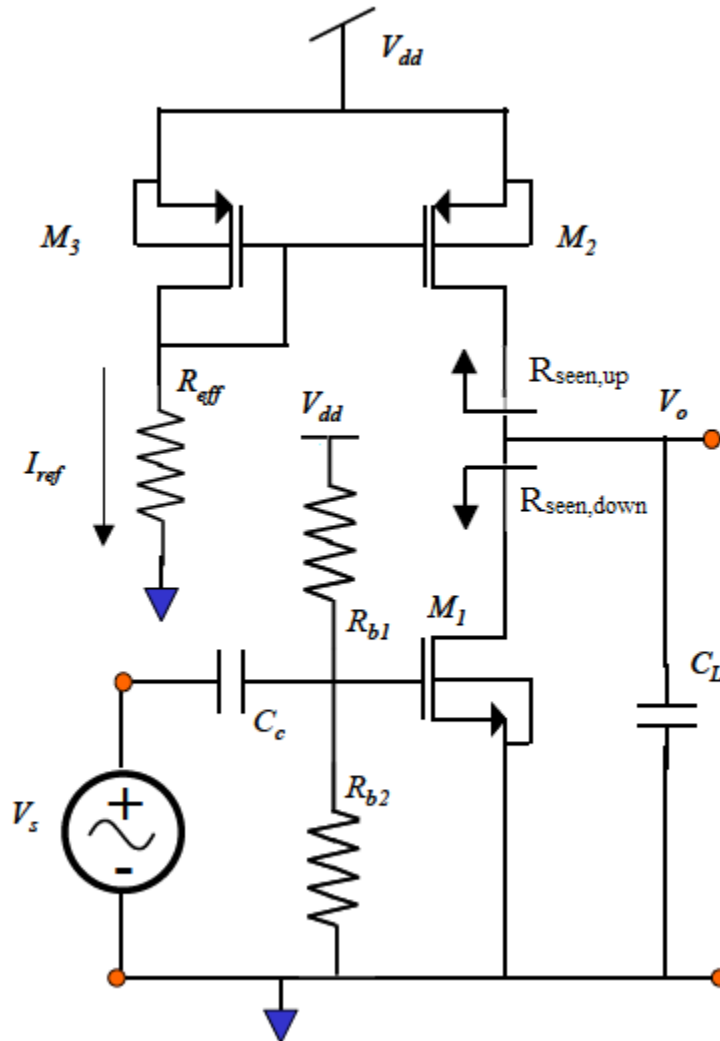 Vdd
M3
M2
Rseen,up
Reff
Vdd
Vo
Iref
Rseen,down
Rb1
M1
CL
Cc
Rb2
Vs
+
-